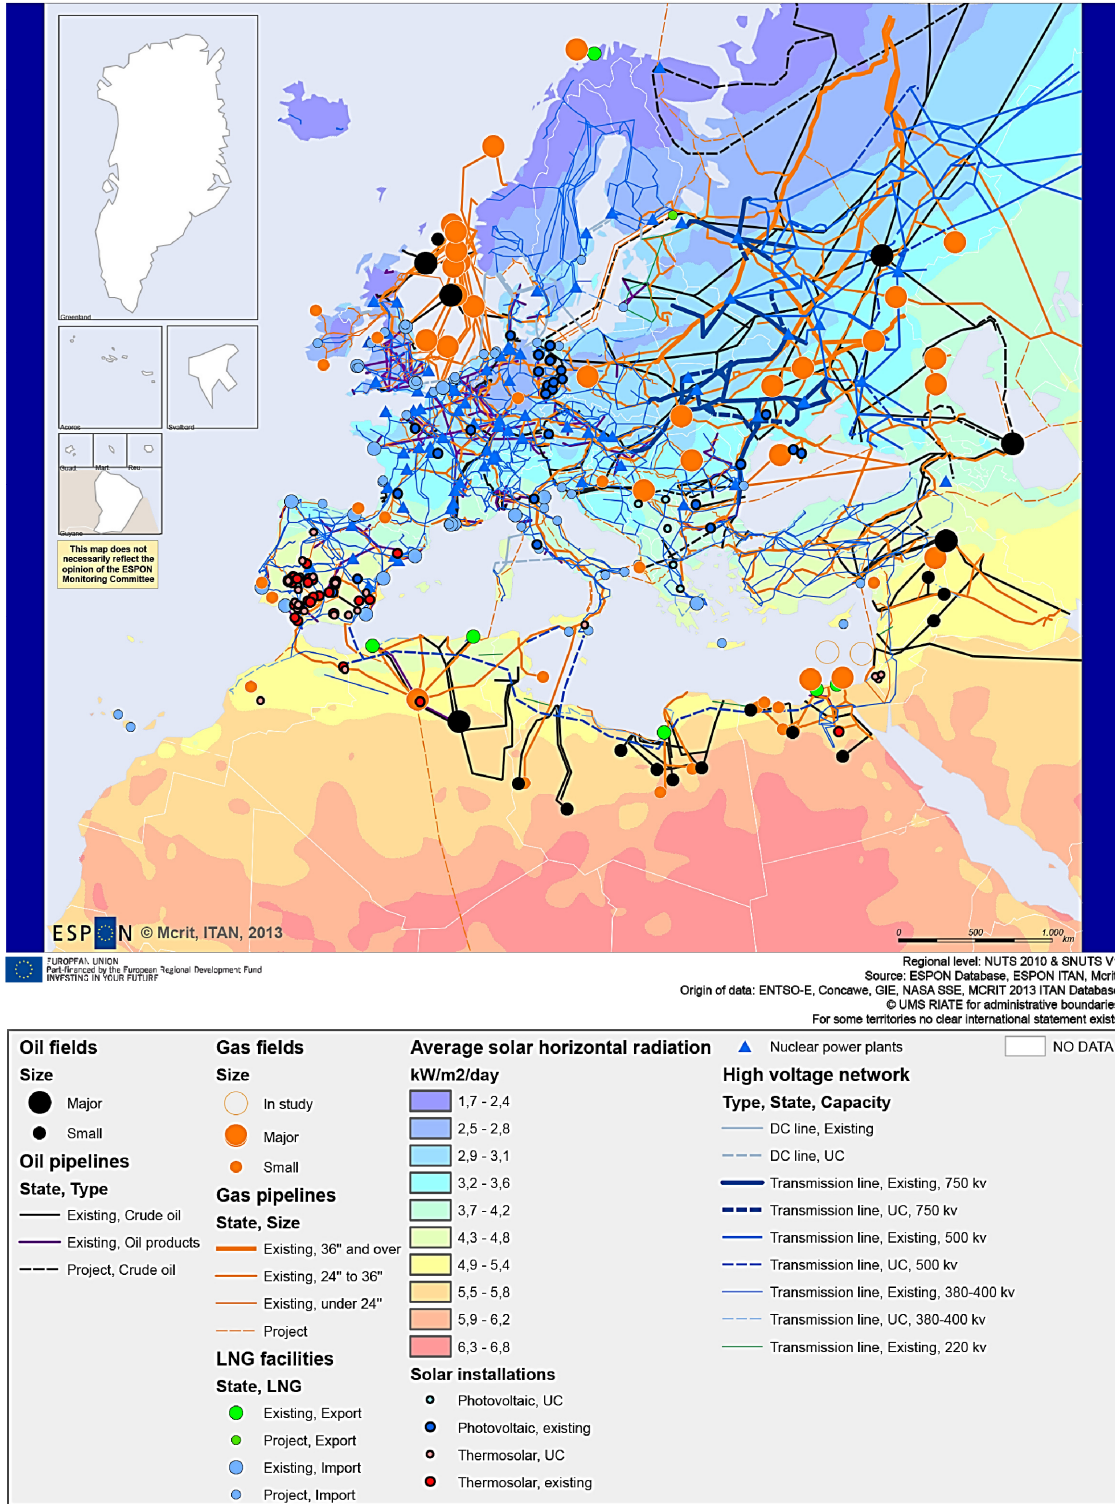 Greenland
Azores
Svalbard
Guad.
Mart.
Reu.
Guyane
This map does not
necessarily reflect the
opinion of the ESPON
Monitoring Committee
ESPON © Mcrit, ITAN, 2013
0 500 1.000
km
EUROPEAN UNION
Part-financed by the European Regional Development Fund
INVESTING IN YOUR FUTURE
Regional level: NUTS 2010 & SNUTS V
Source: ESPON Database, ESPON ITAN, Mcrit
Origin of data: ENTSO-E, Concawe, GIE, NASA SSE, MCRIT 2013 ITAN Database
© UMS RIATE for administrative boundaries
For some territories no clear international statement exist
Oil fields
Size
Major
Small
Oil pipelines
State, Type
Existing, Crude oil
Existing, Oil products
Project, Crude oil
Gas fields
Size
In study
Major
Small
Gas pipelines
State, Size
Existing, 36" and over
Existing, 24" to 36"
Existing, under 24"
Project
LNG facilities
State, LNG
Existing, Export
Project, Export
Existing, Import
Project, Import
Average solar horizontal radiation
kW/m2/day
1,7 - 2,4
2,5 - 2,8
2,9 - 3,1
3,2 - 3,6
3,7 - 4,2
4,3 - 4,8
4,9 - 5,4
5,5 - 5,8
5,9 - 6,2
6,3 - 6,8
Solar installations
Photovoltaic, UC
Photovoltaic, existing
Thermosolar, UC
Thermosolar, existing
Nuclear power plants
NO DATA
High voltage network
Type, State, Capacity
DC line, Existing
DC line, UC
Transmission line, Existing, 750 kv
Transmission line, UC, 750 kv
Transmission line, Existing, 500 kv
Transmission line, UC, 500 kv
Transmission line, Existing, 380-400 kv
Transmission line, UC, 380-400 kv
Transmission line, Existing, 220 kv